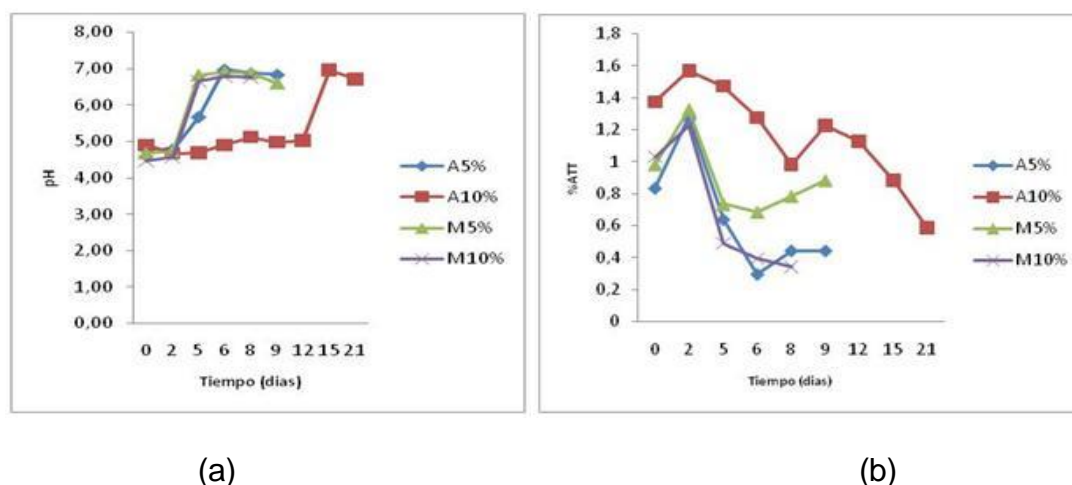 8,00
7,00
6,00
5,00
4,00
3,00
2,00
1,00
0,00
pH
0 2 5 6 8 9 12 15 21
Tiempo (dias)
A5%
A10%
M5%
M10%
1,8
1,6
1,4
1,2
1
0,8
0,6
0,4
0,2
0
%ATT
0 2 5 6 8 9 12 15 21
Tiempo (dias)
A5%
A10%
M5%
M10%
(a) (b)